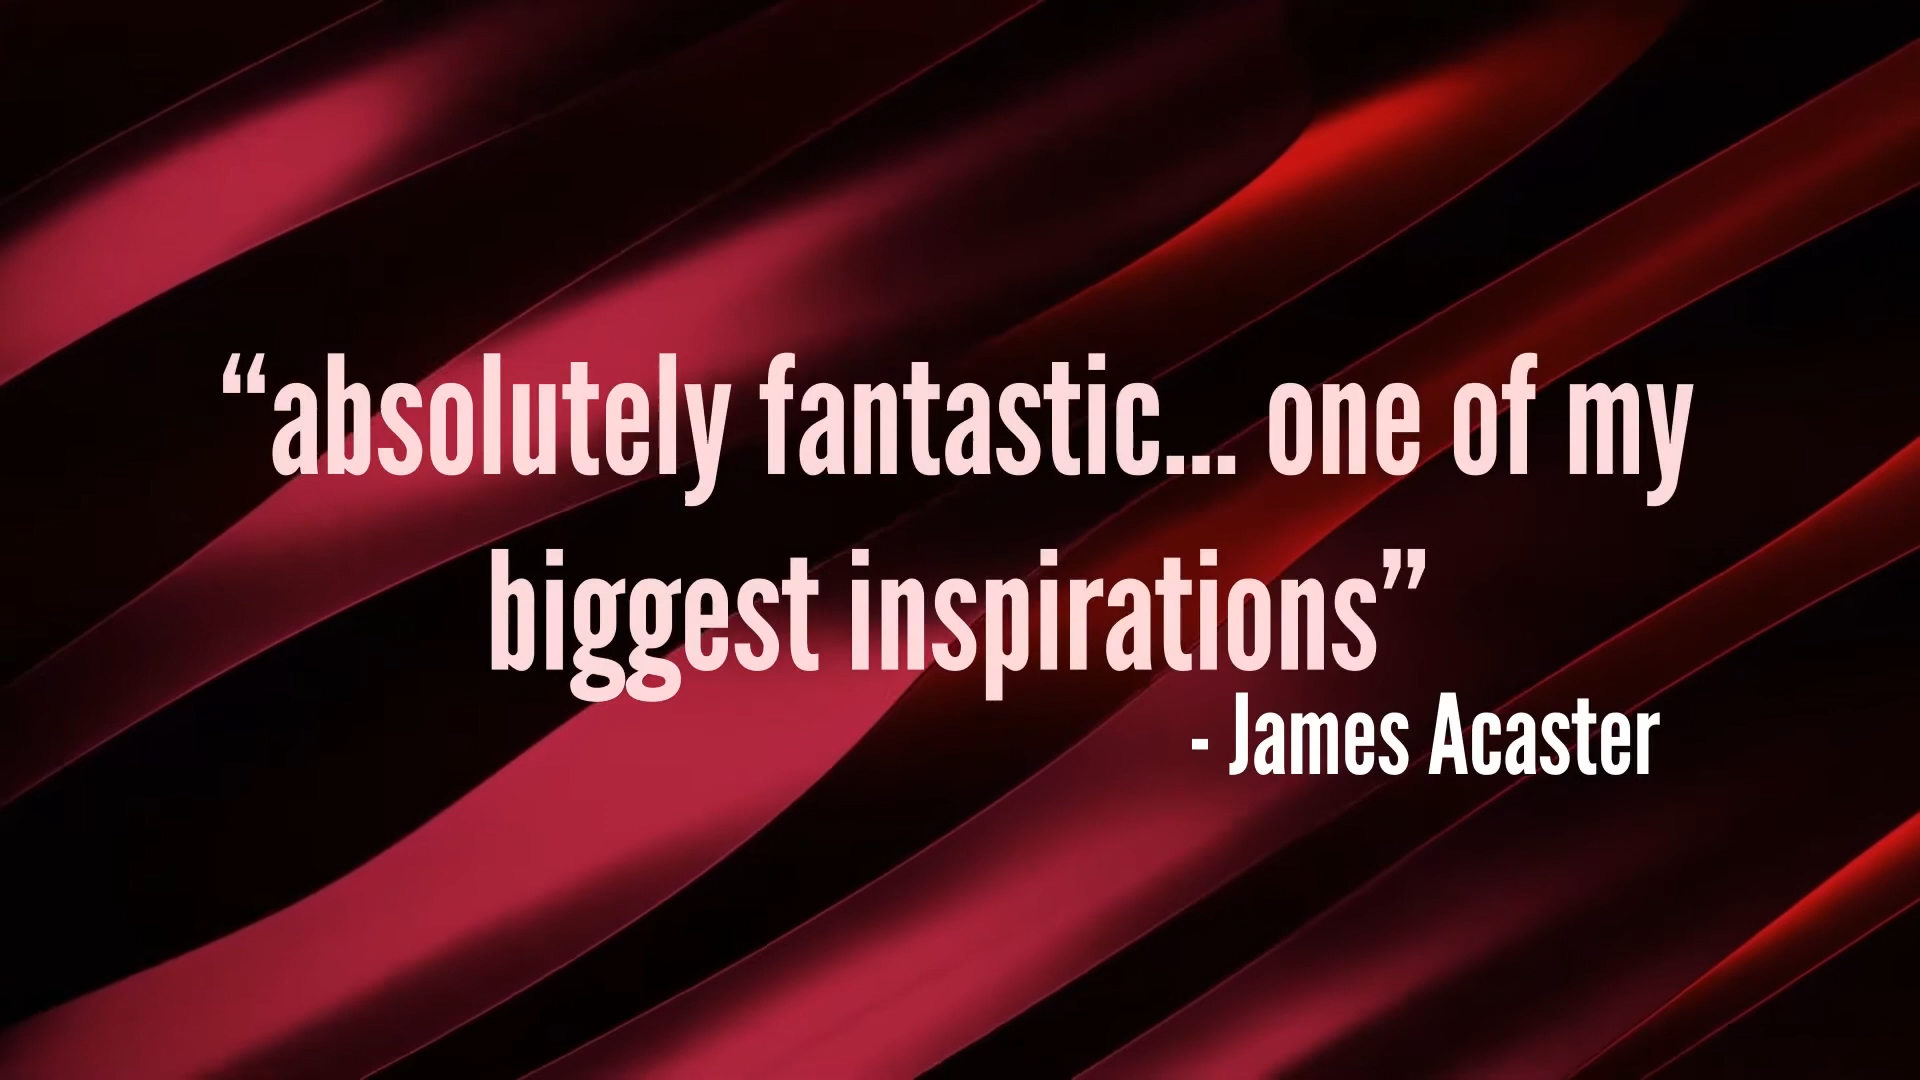 “absolutely fantastic... one of my
biggest inspirations”
- James Acaster